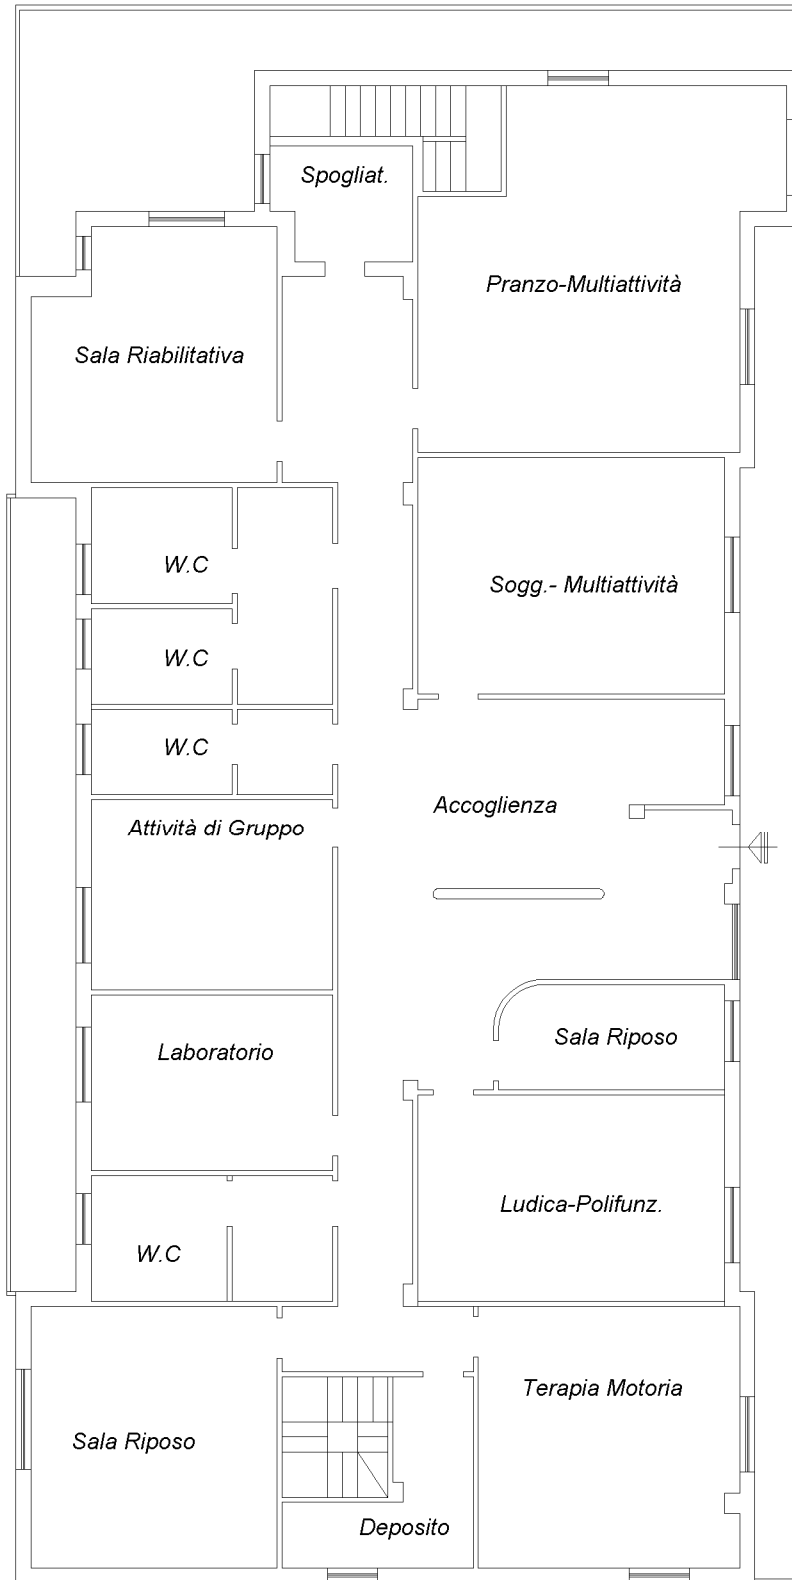 Spogliat.
Pranzo-Multiattività
Sala Riabilitativa
W.C
Sogg.- Multiattività
W.C
W.C
Accoglienza
Attività di Gruppo
Sala Riposo
Laboratorio
Ludica-Polifunz.
W.C
Terapia Motoria
Sala Riposo
Deposito